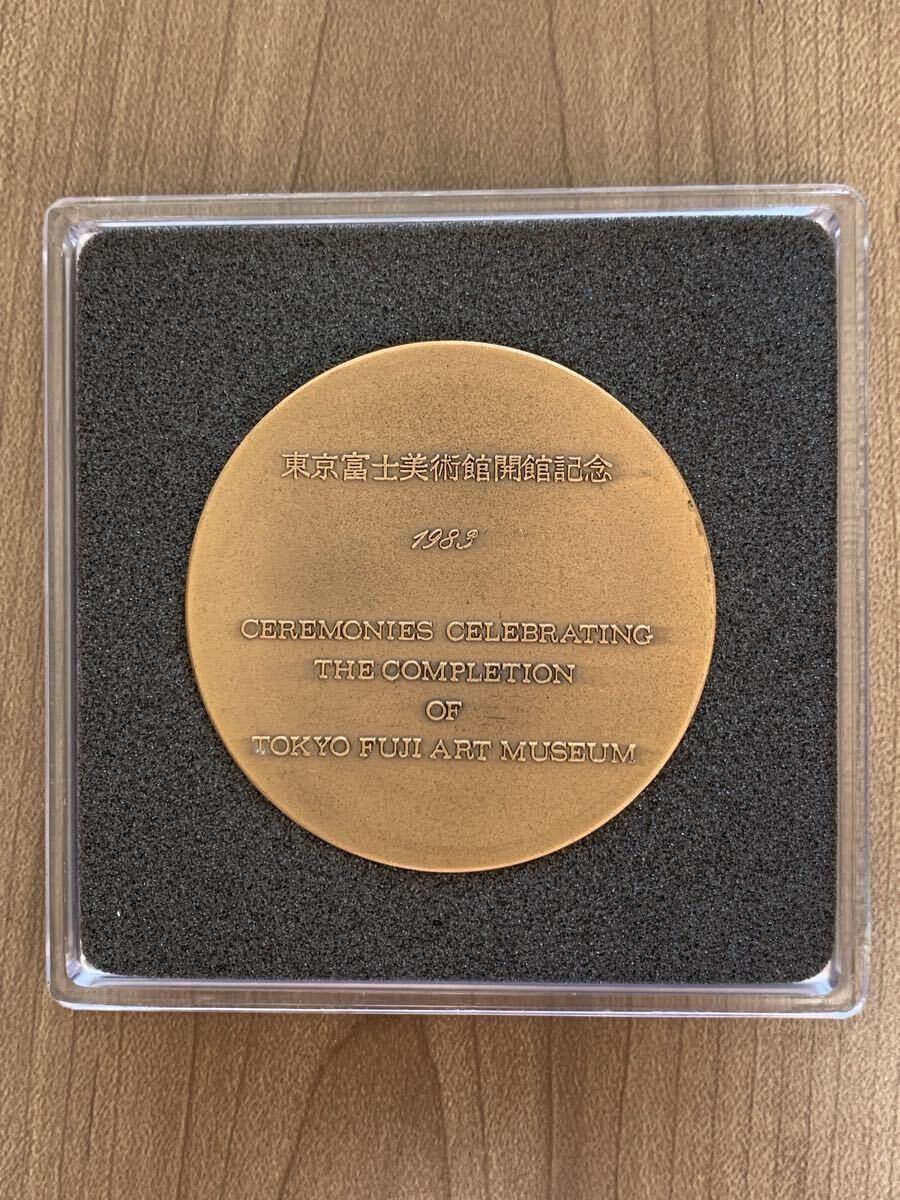 東京富士美術館開館記念
1983
CEREMONIES CELEBRATING
THE COMPLETION
OF
TOKYO FUJI ART MUSEUM